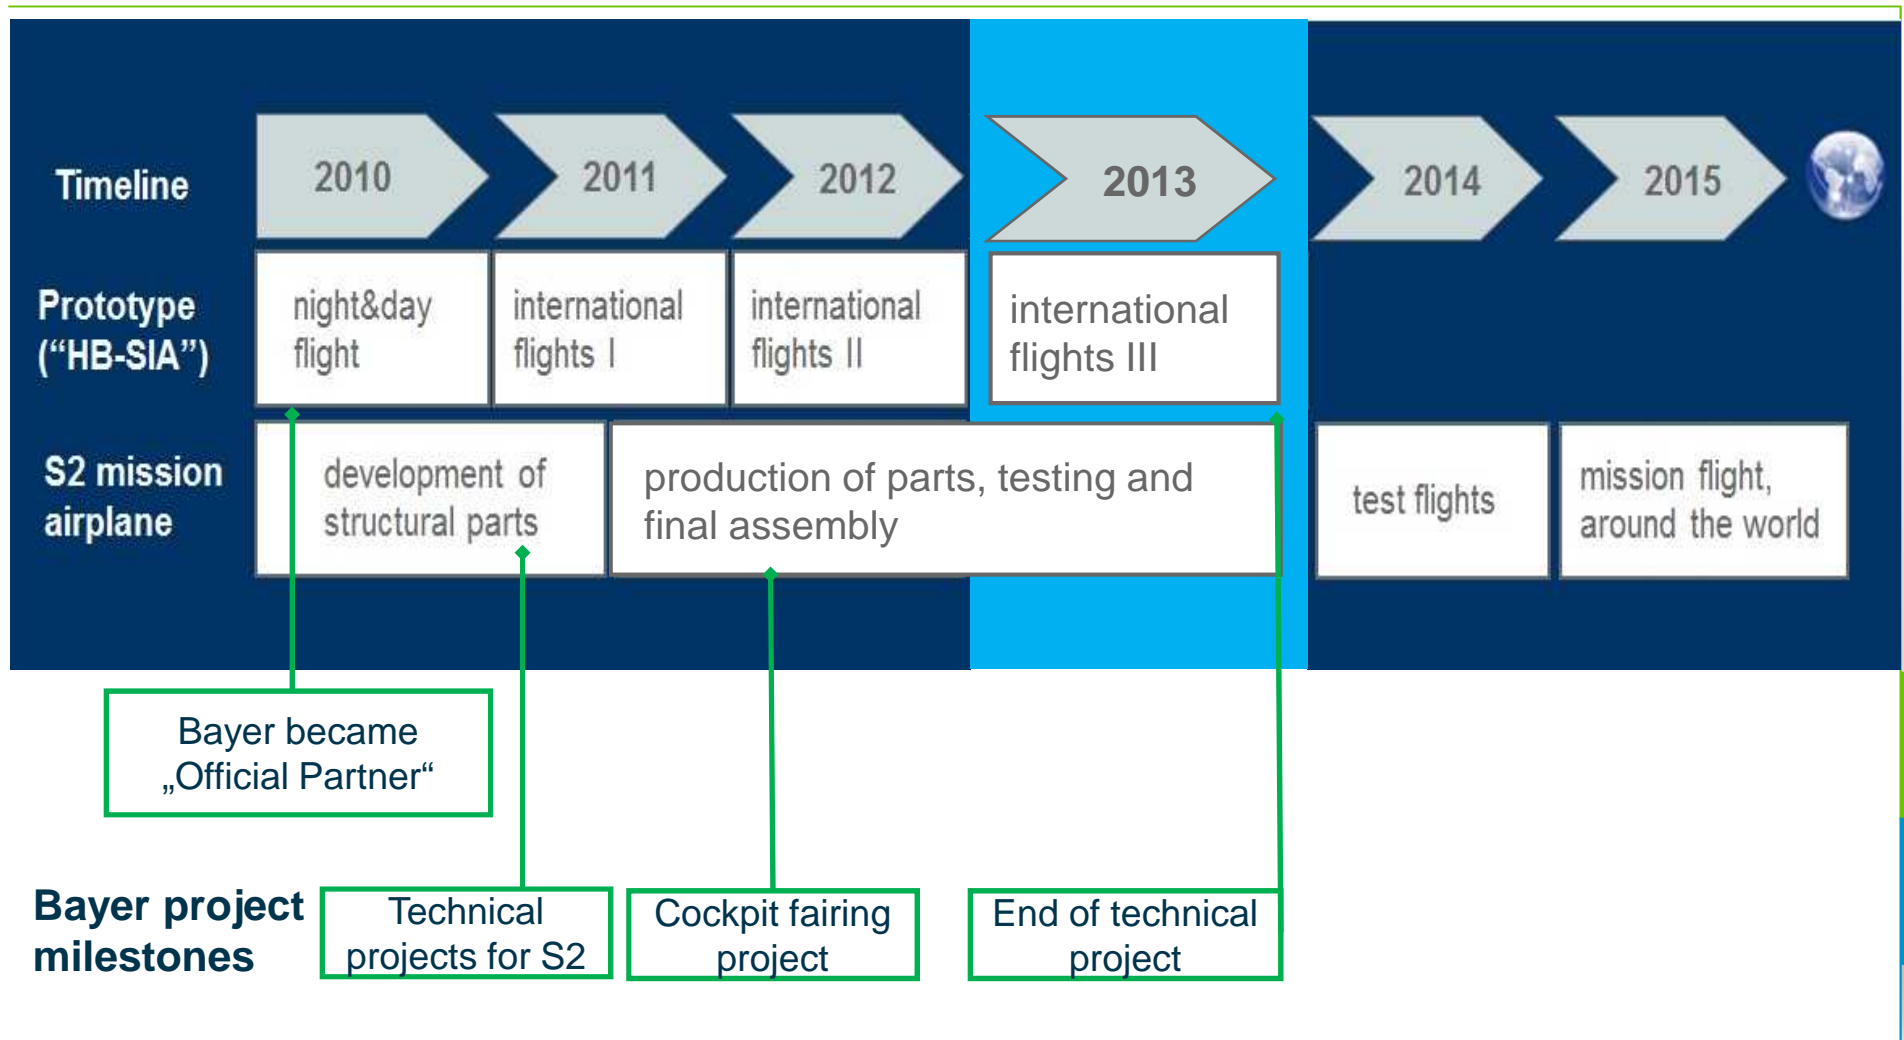 Timeline
2010
2011
2012
2013
2014
2015
Prototype
(“HB-SIA”)
night&day
flight
international
flights I
international
flights II
international
flights III
S2 mission
airplane
development of
structural parts
production of parts, testing and
final assembly
test flights
mission flight,
around the world
Bayer became
„Official Partner“
Bayer project
milestones
Technical
projects for S2
Cockpit fairing
project
End of technical
project